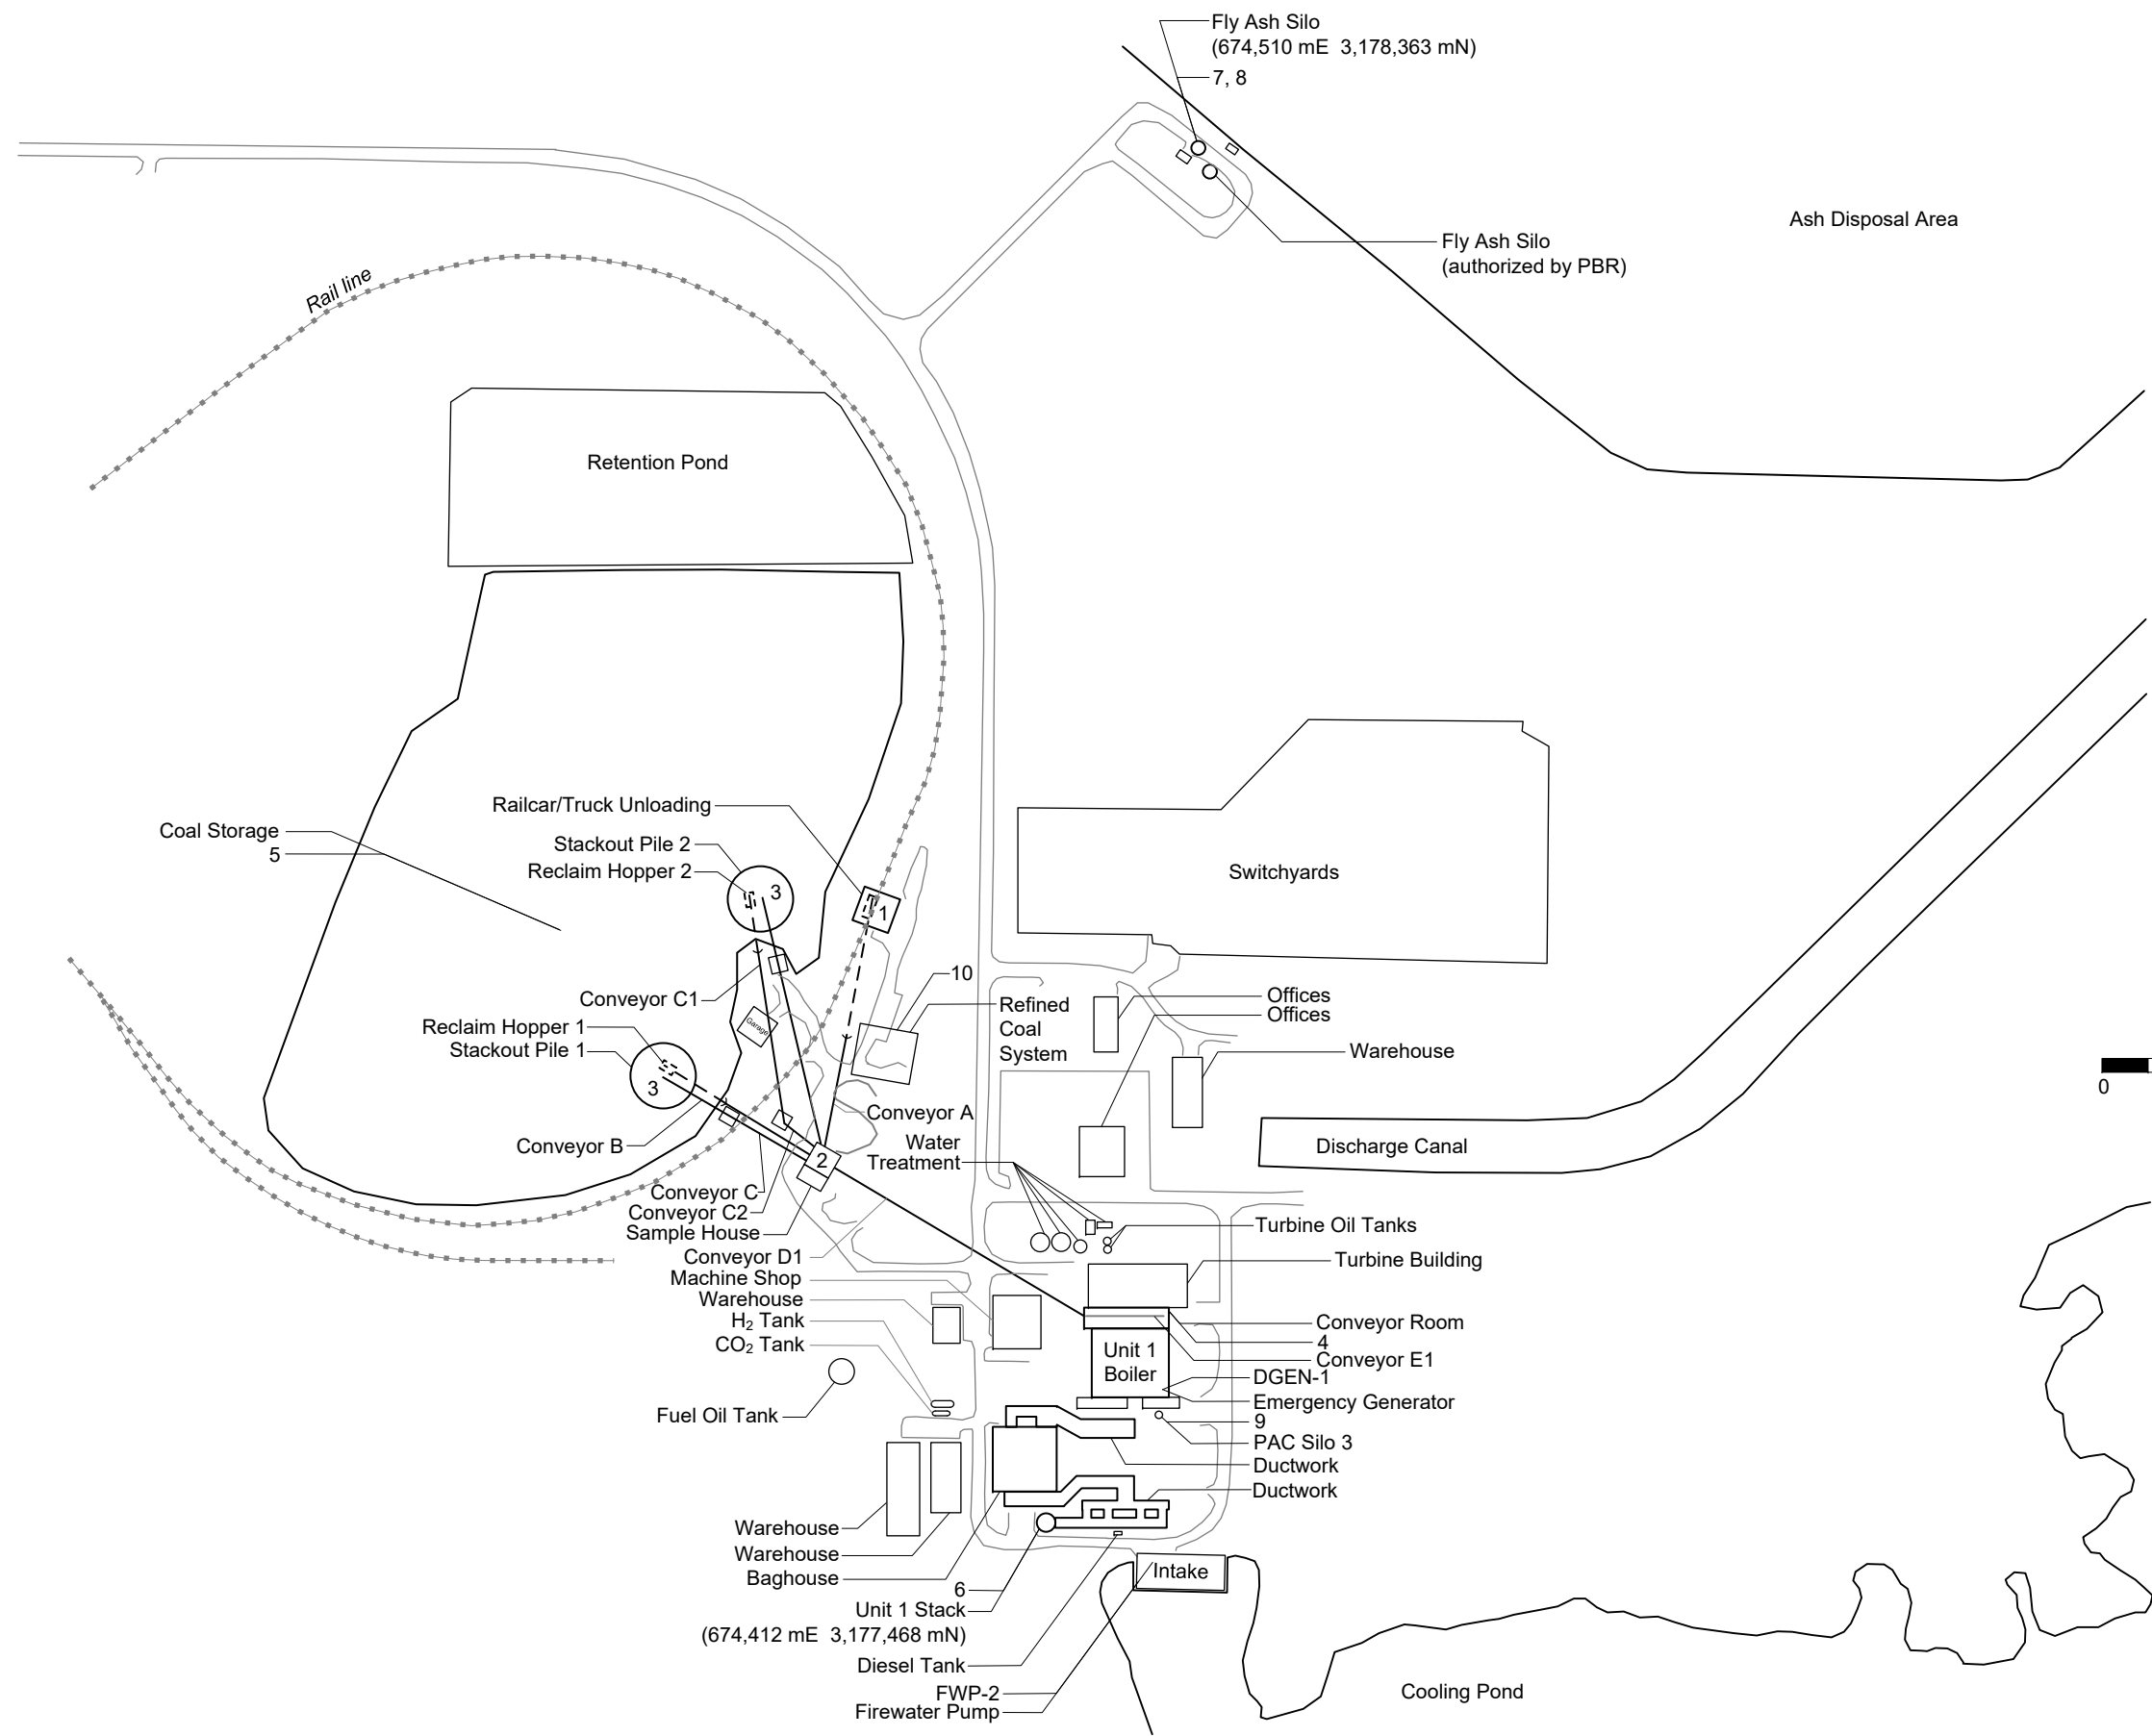 Fly Ash Silo
(674,510 mE 3,178,363 mN)
7, 8
Ash Disposal Area
Fly Ash Silo
(authorized by PBR)
Rail line
Retention Pond
Railcar/Truck Unloading
Coal Storage
5
Stackout Pile 2
Reclaim Hopper 2
3
1
Switchyards
10
Conveyor C1
Refined
Coal
System
Offices
Offices
Garage
Reclaim Hopper 1
Stackout Pile 1
3
Warehouse
0
Conveyor A
Conveyor B
Water
Treatment
Discharge Canal
2
Conveyor C
Conveyor C2
Sample House
Turbine Oil Tanks
Conveyor D1
Turbine Building
Machine Shop
Warehouse
H₂ Tank
CO₂ Tank
Conveyor Room
4
Conveyor E1
Unit 1
Boiler
DGEN-1
Emergency Generator
9
PAC Silo 3
Ductwork
Ductwork
Fuel Oil Tank
Warehouse
Warehouse
Baghouse
6
Unit 1 Stack
(674,412 mE 3,177,468 mN)
Intake
Diesel Tank
FWP-2
Firewater Pump
Cooling Pond